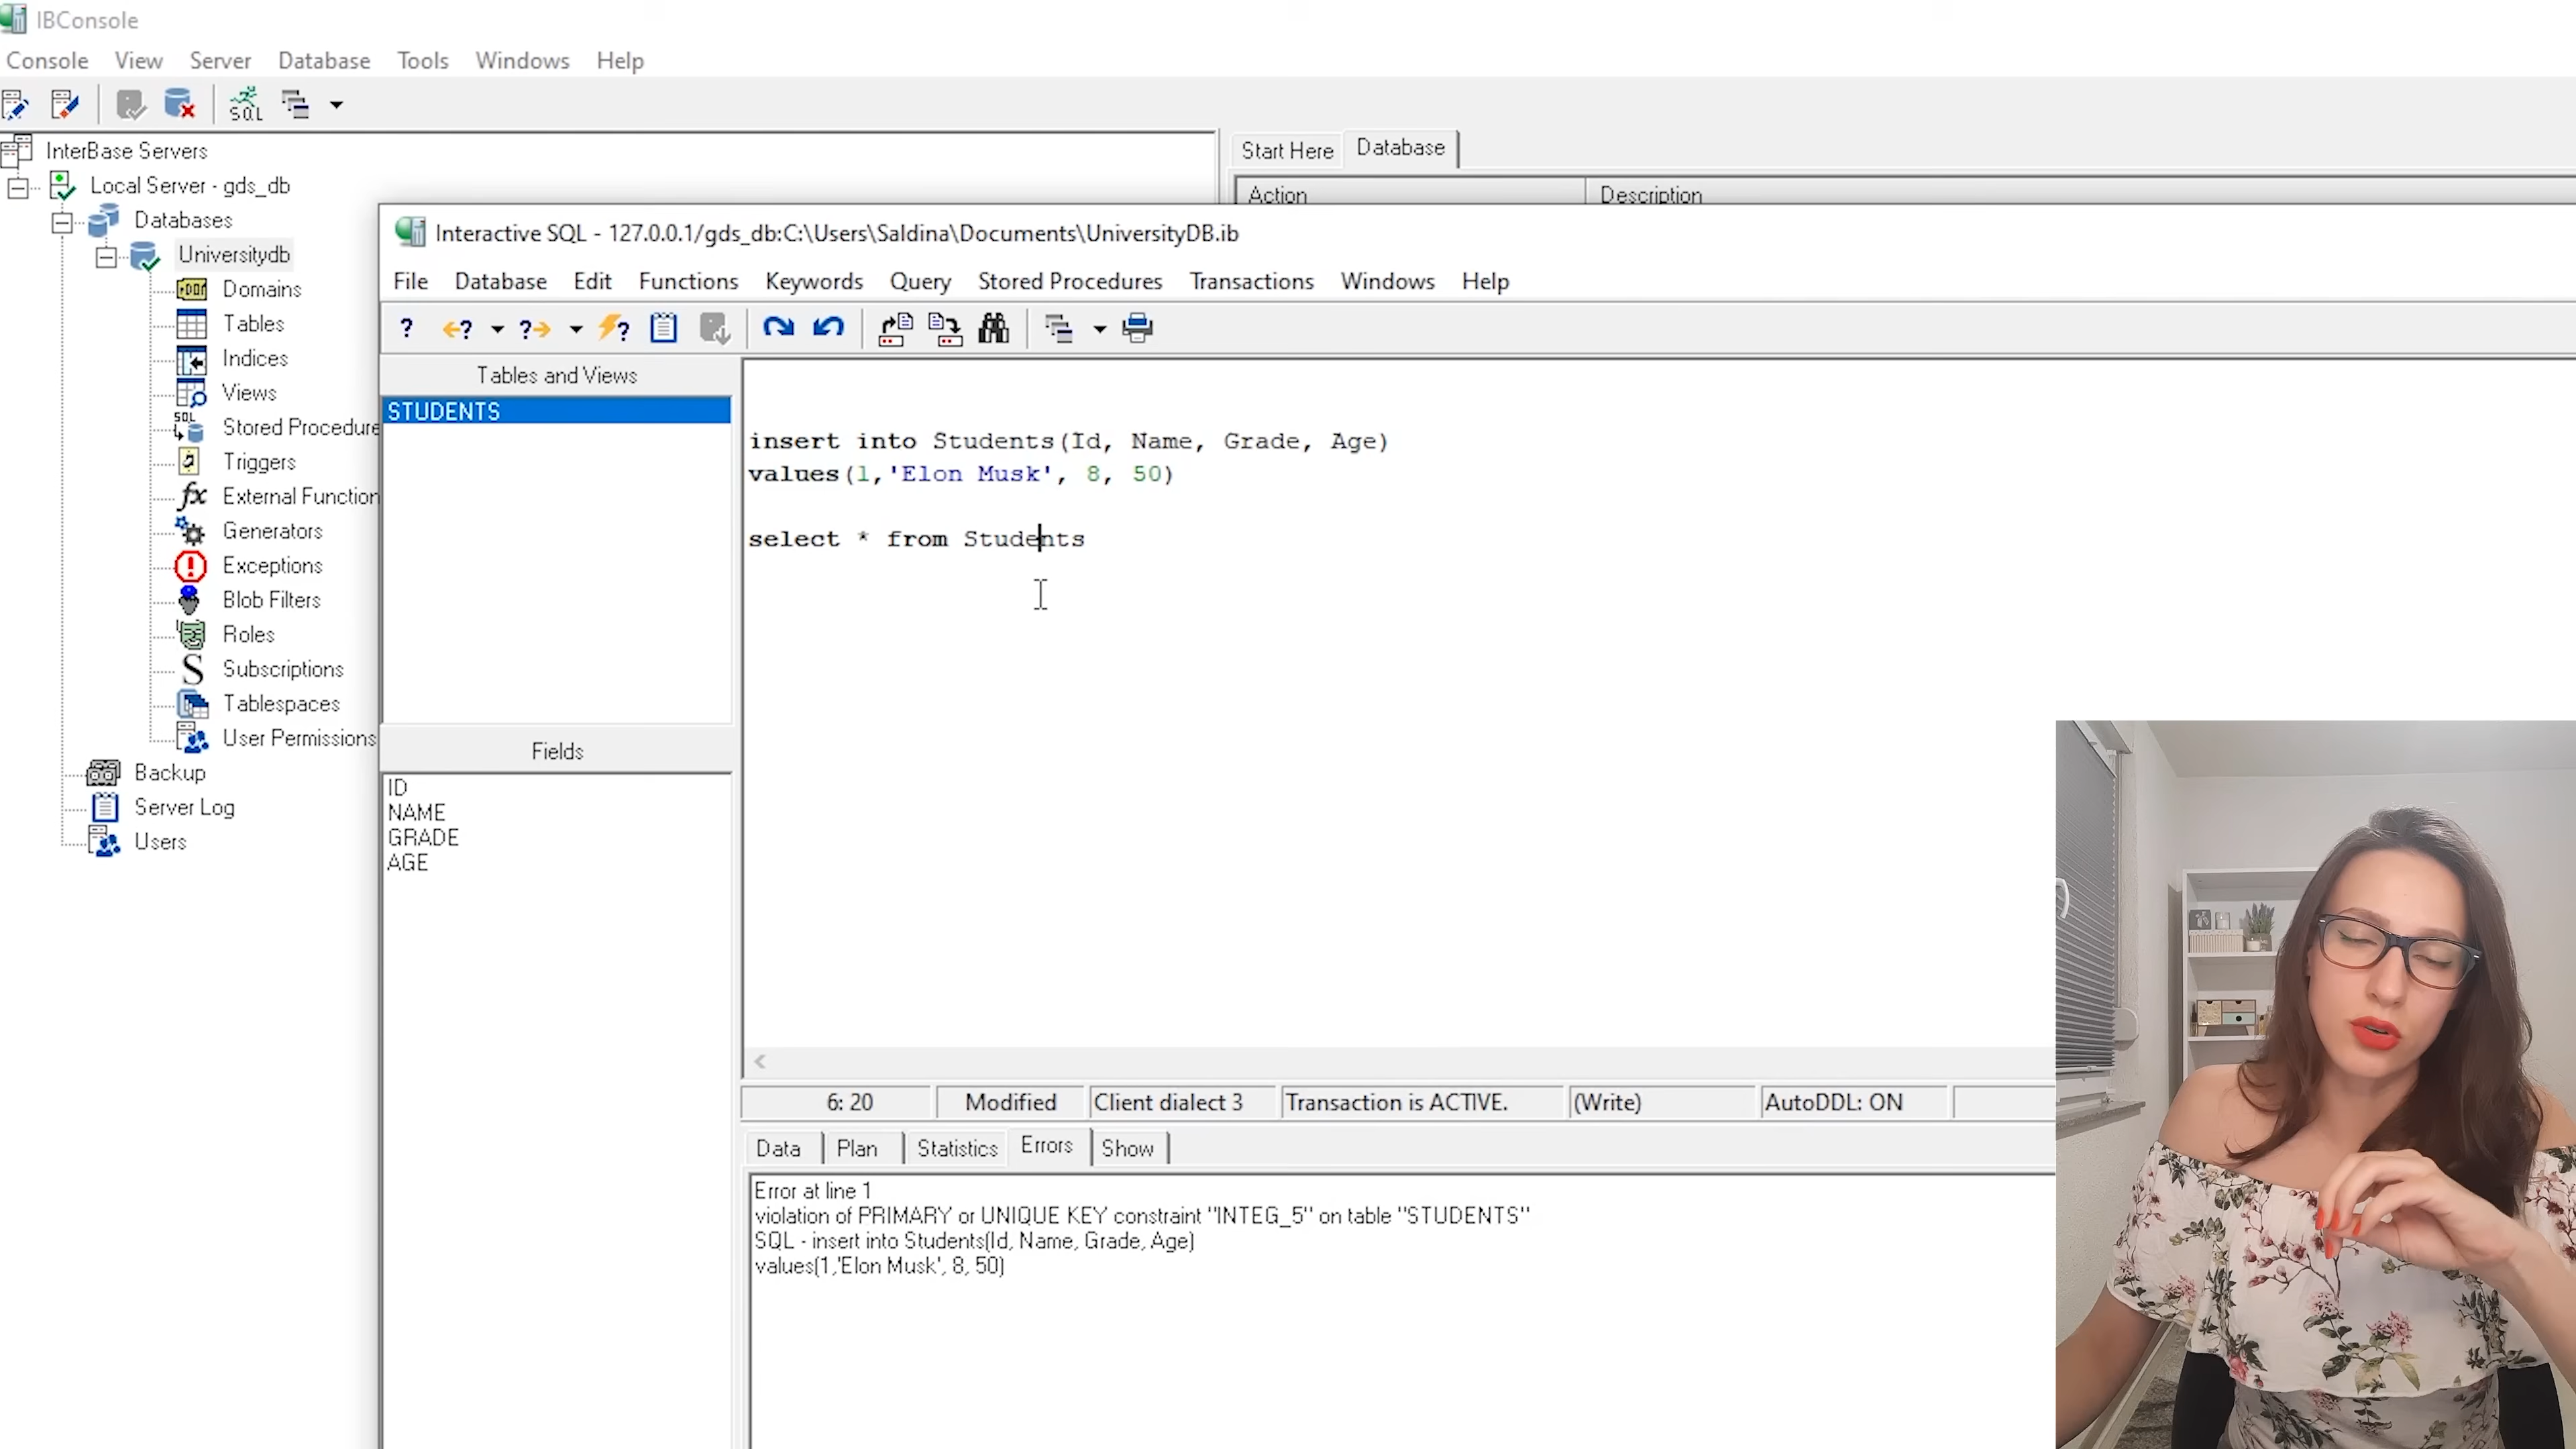 IBConsole
Console View Server Database Tools Windows Help
SQL
InterBase Servers
Local Server - gds_db
Databases
Universitydb
Domains
Tables
Indices
Views
Stored Procedure
Triggers
External Function
Generators
Exceptions
Blob Filters
Roles
Subscriptions
Tablespaces
User Permissions
Backup
Server Log
Users
Start Here Database
Action Description
Interactive SQL - 127.0.0.1/gds_db:C:\Users\Saldina\Documents\UniversityDB.ib
File Database Edit Functions Keywords Query Stored Procedures Transactions Windows Help
Tables and Views
STUDENTS
Fields
ID
NAME
GRADE
AGE
insert into Students(Id, Name, Grade, Age)
values(1,'Elon Musk', 8, 50)
select * from Students
6: 20 Modified Client dialect 3 Transaction is ACTIVE. (Write) AutoDDL: ON
Data Plan Statistics Errors Show
Error at line 1
violation of PRIMARY or UNIQUE KEY constraint "INTEG_5" on table "STUDENTS"
SQL - insert into Students(Id, Name, Grade, Age)
values(1,'Elon Musk', 8, 50)